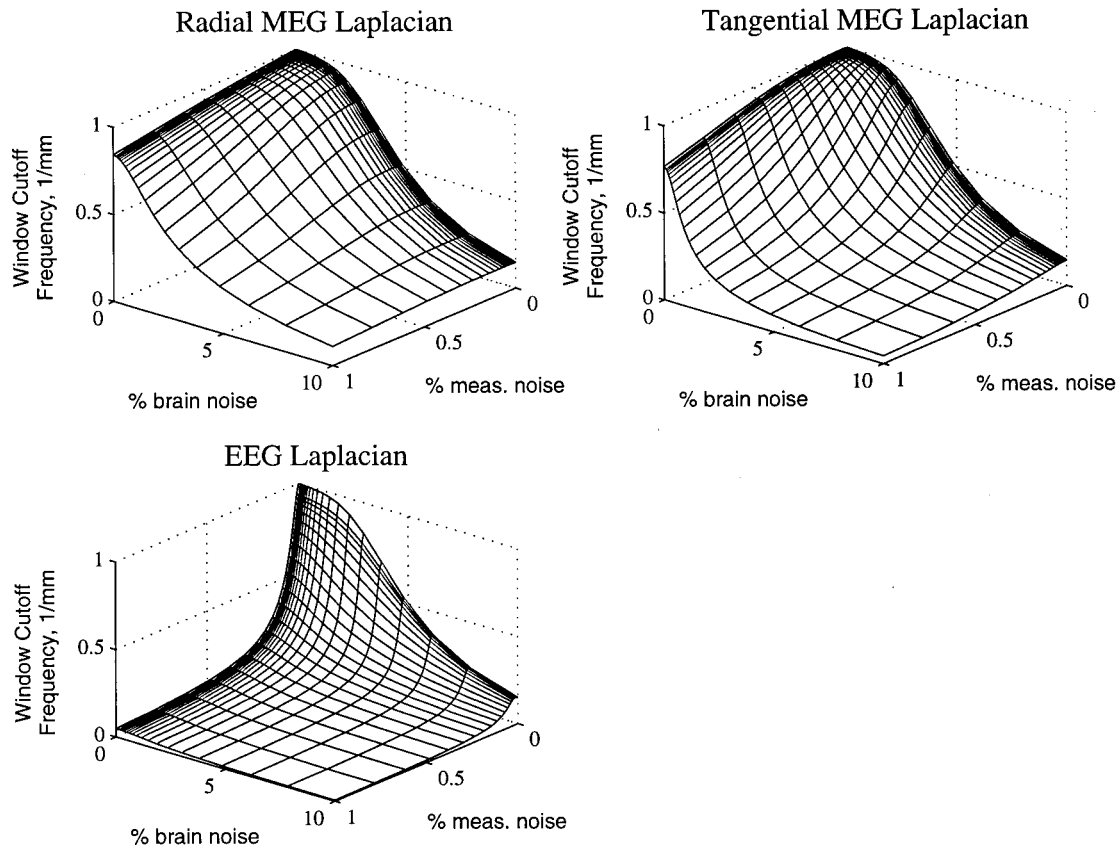 Radial MEG Laplacian
Window Cutoff
Frequency, 1/mm
1
0.5
0
0
5
10
% brain noise
1
0.5
0
% meas. noise
Tangential MEG Laplacian
Window Cutoff
Frequency, 1/mm
1
0.5
0
0
5
10
% brain noise
1
0.5
0
% meas. noise
EEG Laplacian
Window Cutoff
Frequency, 1/mm
1
0.5
0
0
5
10
% brain noise
1
0.5
0
% meas. noise